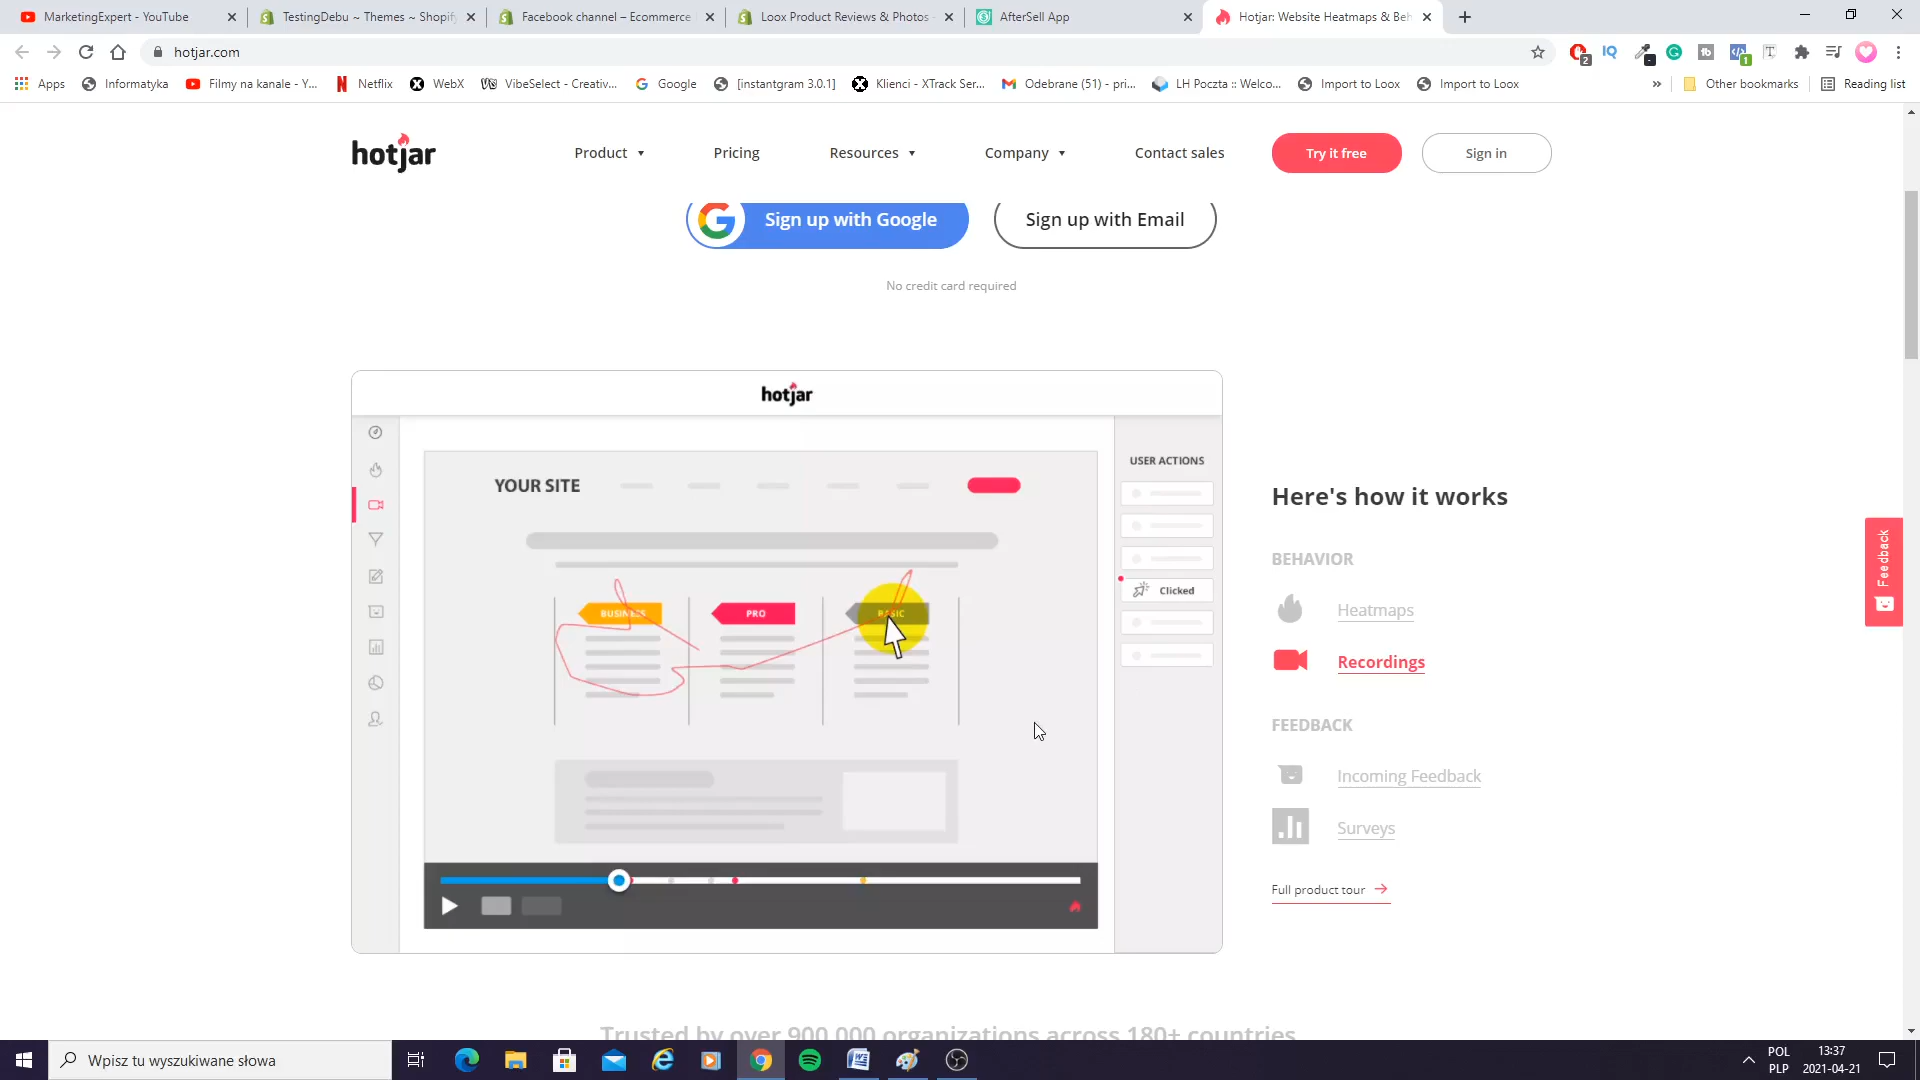 MarketingExpert - YouTube
TestingDebu ~ Themes ~ Shopify
Facebook channel – Ecommerce
Loox Product Reviews & Photos -
AfterSell App
Hotjar: Website Heatmaps & Beh
hotjar.com
Apps
Informatyka
Filmy na kanale - Y...
Netflix
WebX
VibeSelect - Creativ...
Google
[instantgram 3.0.1]
Klienci - XTrack Ser...
Odebrane (51) - pri...
LH Poczta :: Welco...
Import to Loox
Import to Loox
Other bookmarks
Reading list
hotjar
Product
Pricing
Resources
Company
Contact sales
Try it free
Sign in
Sign up with Google
Sign up with Email
No credit card required
hotjar
YOUR SITE
USER ACTIONS
BUSINESS
PRO
BASIC
Clicked
Here's how it works
BEHAVIOR
Heatmaps
Recordings
FEEDBACK
Incoming Feedback
Surveys
Full product tour
Feedback
Trusted by over 900,000 organizations across 180+ countries
Wpisz tu wyszukiwane słowa
POL
PLP
13:37
2021-04-21